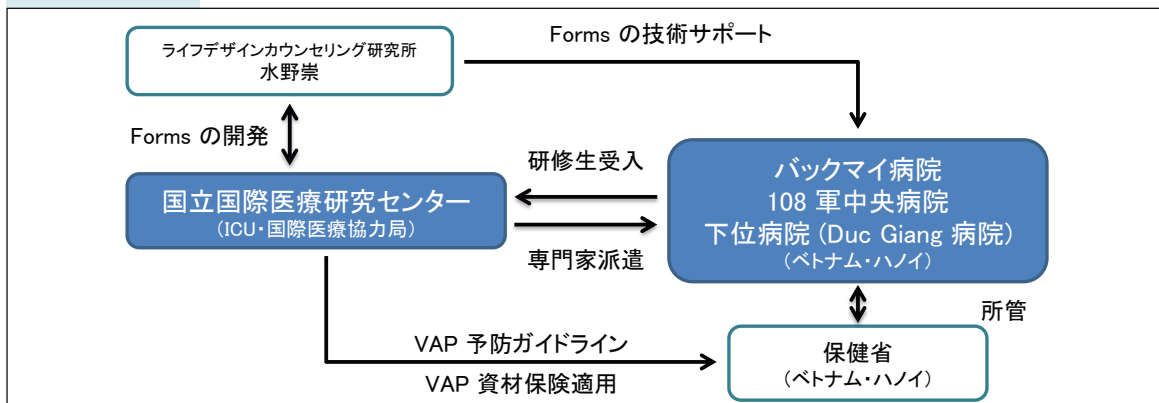 ライフデザインカウンセリング研究所
水野崇
Forms の技術サポート
Forms の開発
国立国際医療研究センター
(ICU・国際医療協力局)
研修生受入
専門家派遣
バックマイ病院
108 軍中央病院
下位病院 (Duc Giang 病院)
(ベトナム・ハノイ)
所管
VAP 予防ガイドライン
VAP 資材保険適用
保健省
(ベトナム・ハノイ)